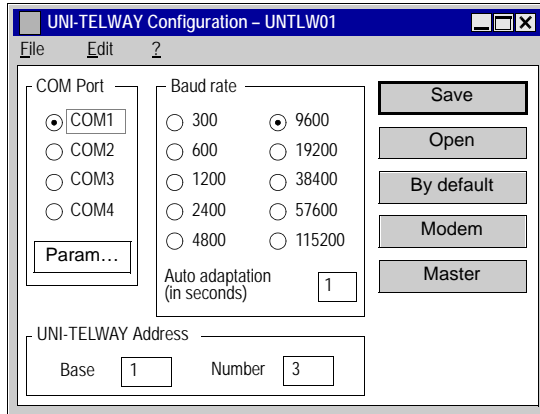 UNI-TELWAY Configuration – UNTLW01
File Edit ?
COM Port
COM1
COM2
COM3
COM4
Param...
Baud rate
300
600
1200
2400
4800
9600
19200
38400
57600
115200
Auto adaptation
(in seconds)
1
Save
Open
By default
Modem
Master
UNI-TELWAY Address
Base 1 Number 3